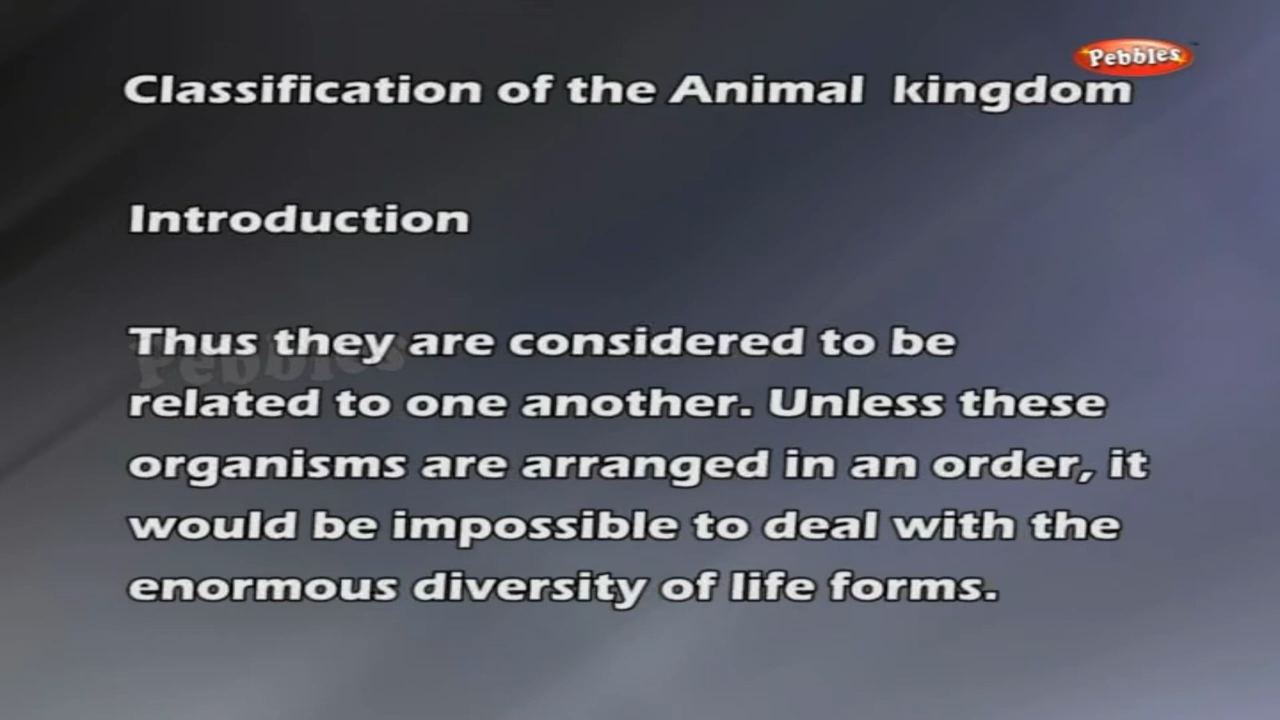 Pebbles
Classification of the Animal kingdom
Introduction
Pebbles
Thus they are considered to be
related to one another. Unless these
organisms are arranged in an order, it
would be impossible to deal with the
enormous diversity of life forms.